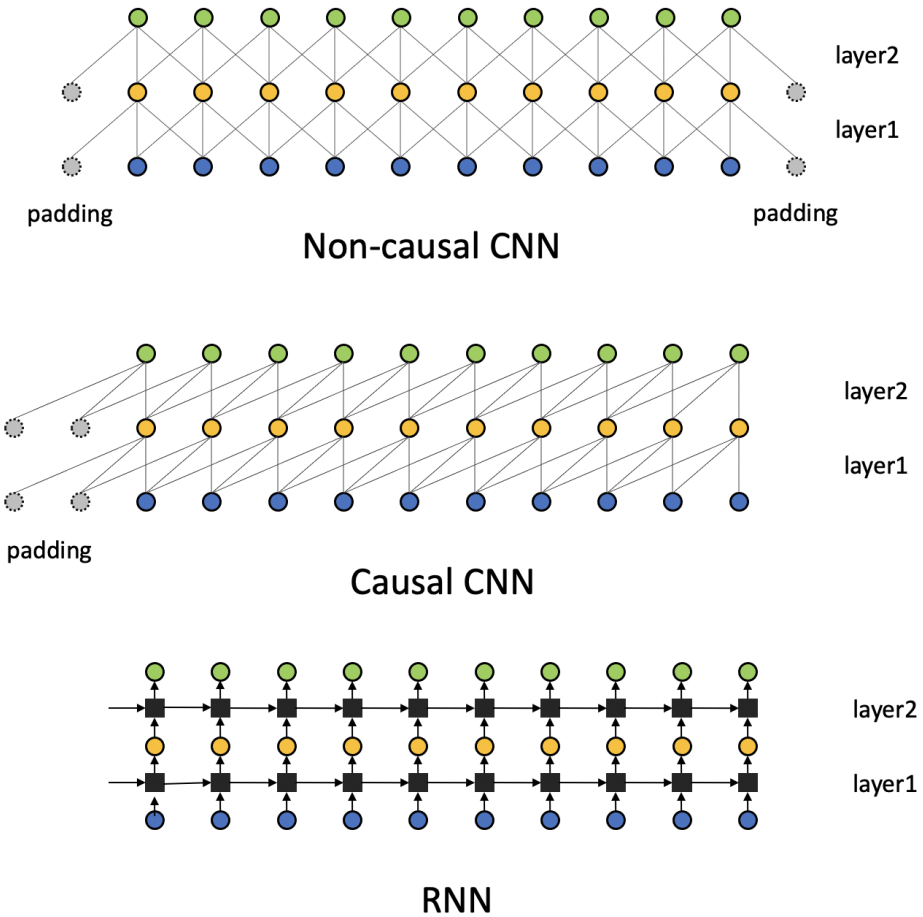 layer2
layer1
padding
padding
Non-causal CNN
layer2
layer1
padding
Causal CNN
layer2
layer1
RNN